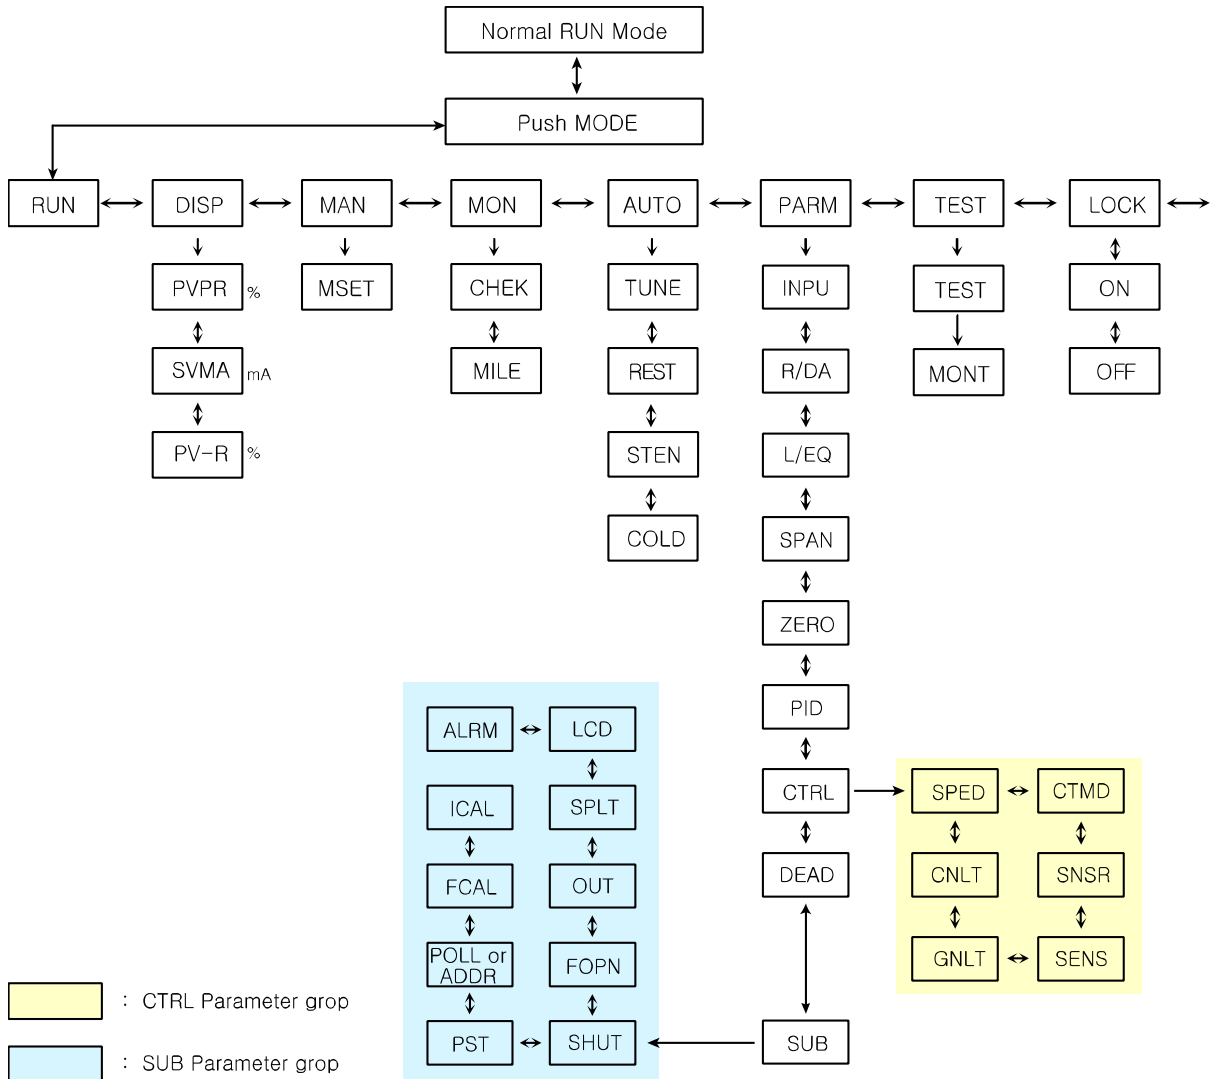 Normal RUN Mode
Push MODE
RUN
DISP
MAN
MON
AUTO
PARM
TEST
LOCK
PVPR %
MSET
CHEK
TUNE
INPU
TEST
ON
SVMA mA
MILE
REST
R/DA
MONT
OFF
PV-R %
STEN
L/EQ
COLD
SPAN
ZERO
PID
ALRM
LCD
CTRL
SPED
CTMD
ICAL
SPLT
DEAD
CNLT
SNSR
FCAL
OUT
GNLT
SENS
POLL or
ADDR
FOPN
PST
SHUT
SUB
: CTRL Parameter grop
: SUB Parameter grop